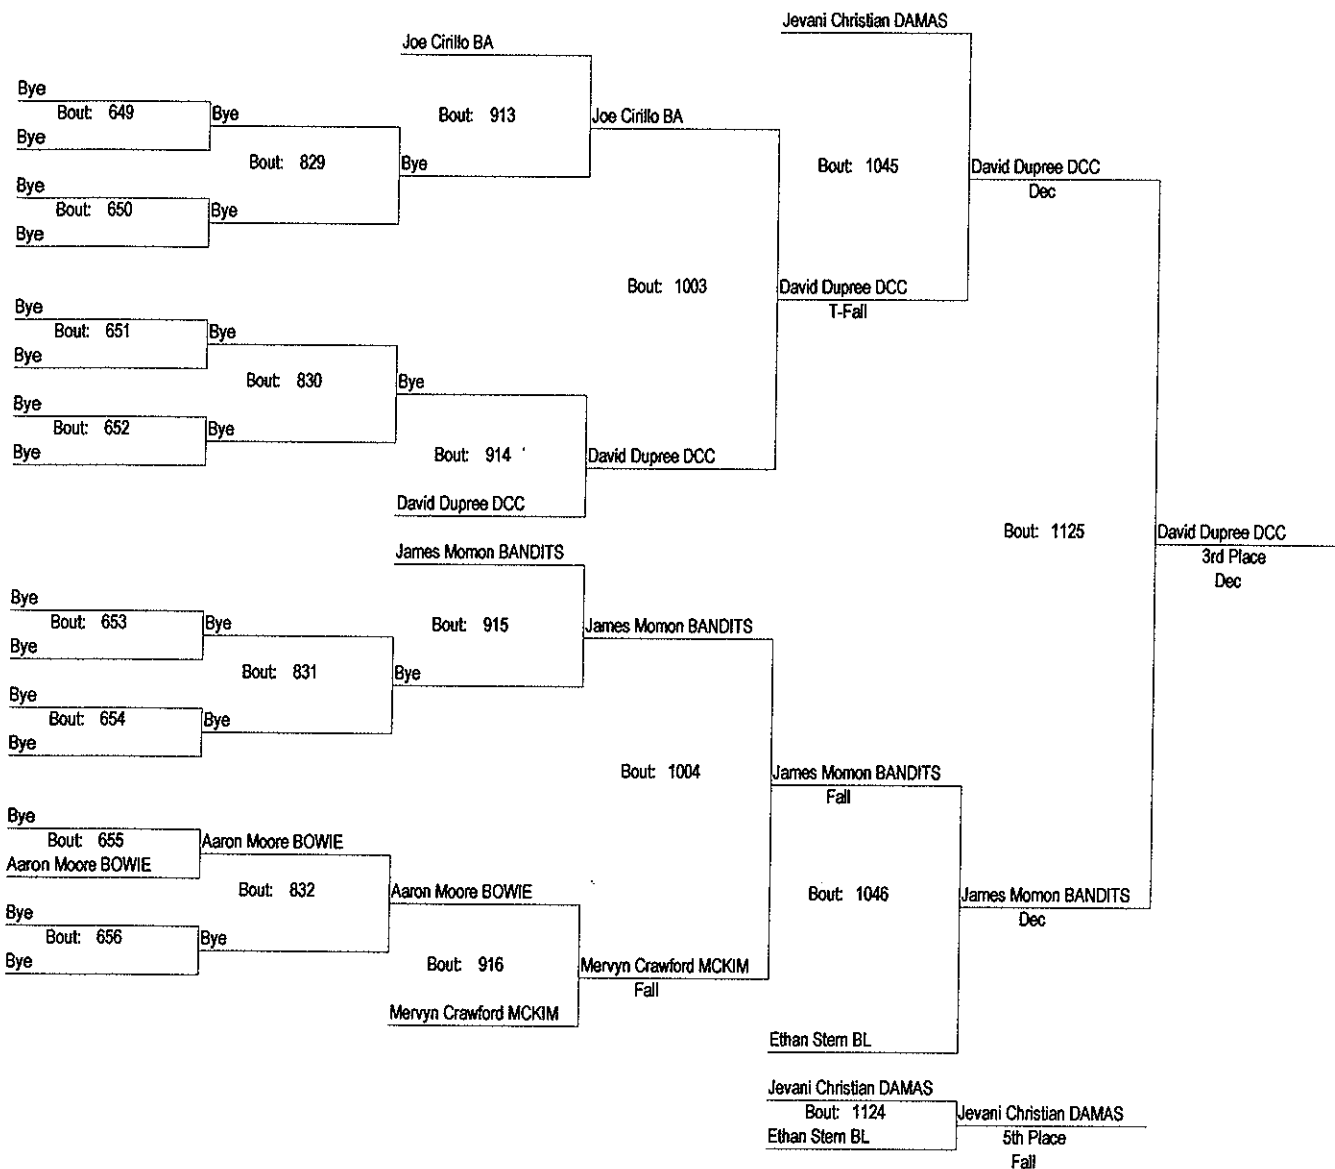 Jevani Christian DAMAS
Joe Cirillo BA
Bye
Bout: 649
Bye
Bye
Bout: 913
Joe Cirillo BA
Bout: 829
Bye
Bout: 1045
David Dupree DCC
Dec
Bye
Bout: 650
Bye
Bye
Bout: 1003
David Dupree DCC
T-Fall
Bye
Bout: 651
Bye
Bye
Bout: 830
Bye
Bye
Bout: 652
Bye
Bye
Bout: 914
David Dupree DCC
David Dupree DCC
Bout: 1125
David Dupree DCC
3rd Place
Dec
James Momon BANDITS
Bye
Bout: 653
Bye
Bye
Bout: 915
James Momon BANDITS
Bout: 831
Bye
Bye
Bout: 654
Bye
Bye
Bout: 1004
James Momon BANDITS
Fall
Bye
Bout: 655
Aaron Moore BOWIE
Aaron Moore BOWIE
Bout: 832
Aaron Moore BOWIE
Bout: 1046
James Momon BANDITS
Dec
Bye
Bout: 656
Bye
Bye
Bout: 916
Mervyn Crawford MCKIM
Fall
Mervyn Crawford MCKIM
Ethan Stern BL
Jevani Christian DAMAS
Bout: 1124
Ethan Stern BL
Jevani Christian DAMAS
5th Place
Fall